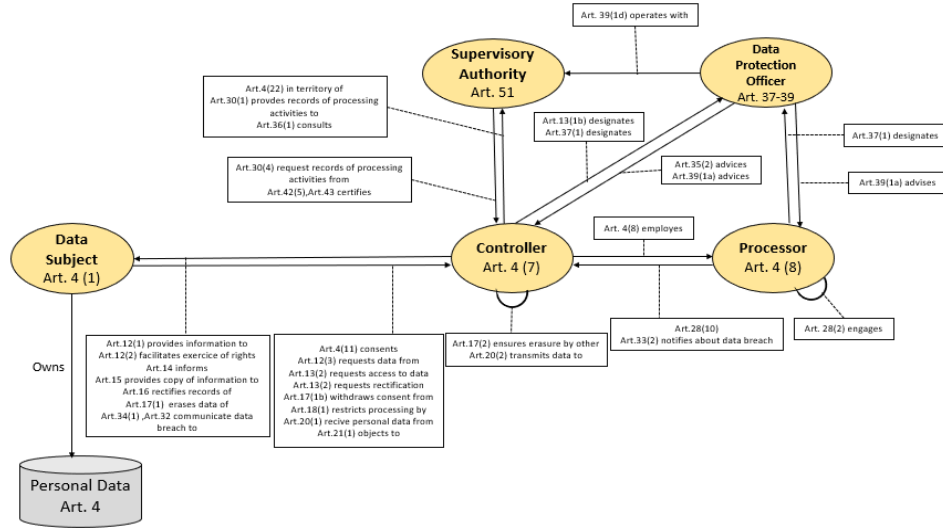 Art. 39(1d) operates with
Supervisory
Authority
Art. 51
Data
Protection
Officer
Art. 37-39
Art.4(22) in territory of
Art.30(1) provdes records of processing
activities to
Art.36(1) consults
Art.13(1b) designates
Art.37(1) designates
Art.37(1) designates
Art.30(4) request records of processing
activities from
Art.42(5),Art.43 certifies
Art.35(2) advices
Art.39(1a) advices
Art.39(1a) advises
Data
Subject
Art. 4 (1)
Controller
Art. 4 (7)
Art. 4(8) employes
Processor
Art. 4 (8)
Owns
Art.12(1) provides information to
Art.12(2) facilitates exercice of rights
Art.14 informs
Art.15 provides copy of information to
Art.16 rectifies records of
Art.17(1)  erases data of
Art.34(1) ,Art.32 communicate data
breach to
Art.4(11) consents
Art.12(3) requests data from
Art.13(2) requests access to data
Art.13(2) requests rectification
Art.17(1b) withdraws consent from
Art.18(1) restricts processing by
Art.20(1) recive personal data from
Art.21(1) objects to
Art.17(2) ensures erasure by other
Art.20(2) transmits data to
Art.28(10)
Art.33(2) notifies about data breach
Art. 28(2) engages
Personal Data
Art. 4